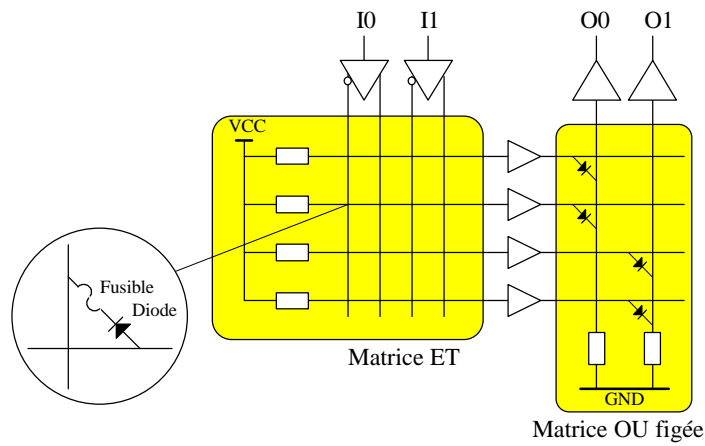 I0 I1 O0 O1
VCC
Fusible
Diode
Matrice ET
GND
Matrice OU figée